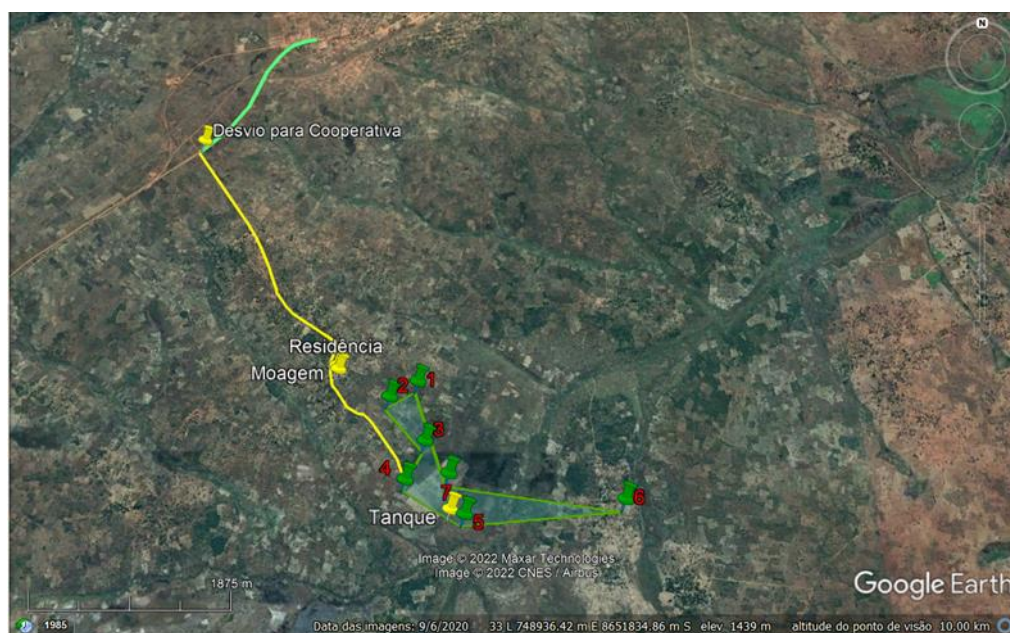 N
Desvio para Cooperativa
Residência
Moagem
1
2
3
4
6
7
Tanque
5
Image © 2022 Maxar Technologies
Image © 2022 CNES / Airbus
1875 m
Google Earth
1985
Data das imagens: 9/6/2020 33 L 748936.42 m E 8651834.86 m S elev. 1439 m altitude do ponto de visão 10.00 km